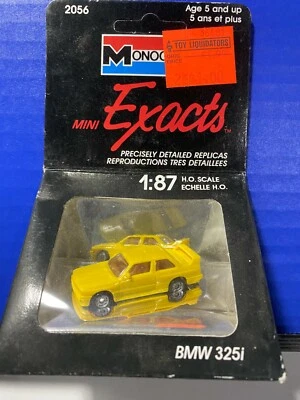 2056
Age 5 and up
5 ans et plus
MONOG
TOY LIQUIDATORS
MINI Exacts TM
PRECISELY DETAILED REPLICAS
REPRODUCTIONS TRES DETAILLEES
1:87 H.O. SCALE
ECHELLE H.O.
BMW 325i